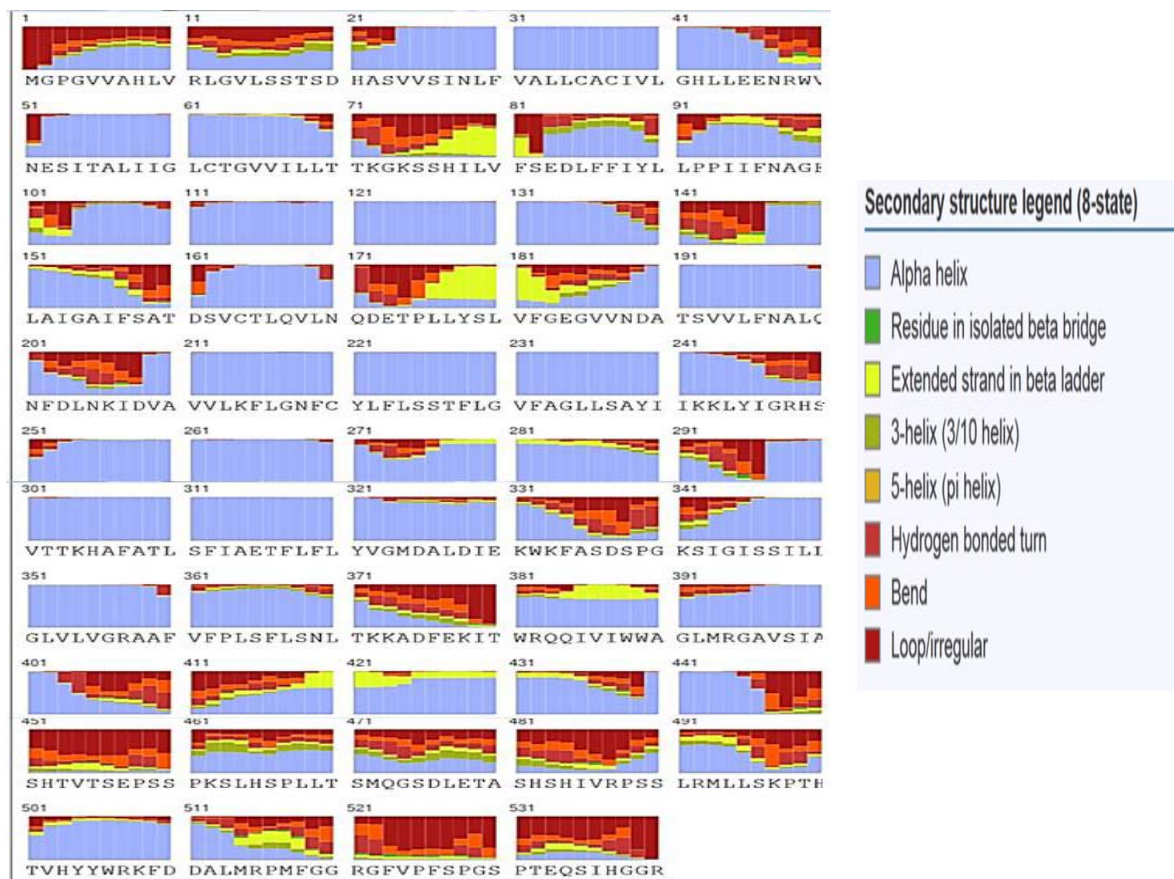 1 11 21 31 41
MGPGVVAHLV RLGVLSSTSD HASVVSINLF VALLCACIVL GHLLEENRWV
51 61 71 81 91
NESITALIIG LCTGVVILLT TKGKSSHILV FSEDLFFIYL LPPIIFNAGE
101 111 121 131 141
151 161 171 181 191
LAIGAIFSAT DSVCTLQVLN QDETPLLYSL VFGEGVVNDA TSVVLFNALQ
201 211 221 231 241
NFDLNKIDVA VVLKFLGNFC YLFLSSTFLG VFAGLLSAYI IKKLYIGRHS
251 261 271 281 291
301 311 321 331 341
VTTKHAFATL SFIAETFLFL YVGMDALDIE KWKFASDSPG KSIGISSILL
351 361 371 381 391
GLVLVGRAAF VFPLSFLSNL TKKADFEKIT WRQQIVIWWA GLMRGAVSIA
401 411 421 431 441
451 461 471 481 491
SHTVTSEPSS PKSLHSPLLT SMQGSDLETA SHSHIVRPSS LRMLLSKPTH
501 511 521 531
TVHYYWRKFD DALMRPMFGG RGFVPFSPGS PTEQSIHGGR
Secondary structure legend (8-state)
Alpha helix
Residue in isolated beta bridge
Extended strand in beta ladder
3-helix (3/10 helix)
5-helix (pi helix)
Hydrogen bonded turn
Bend
Loop/irregular